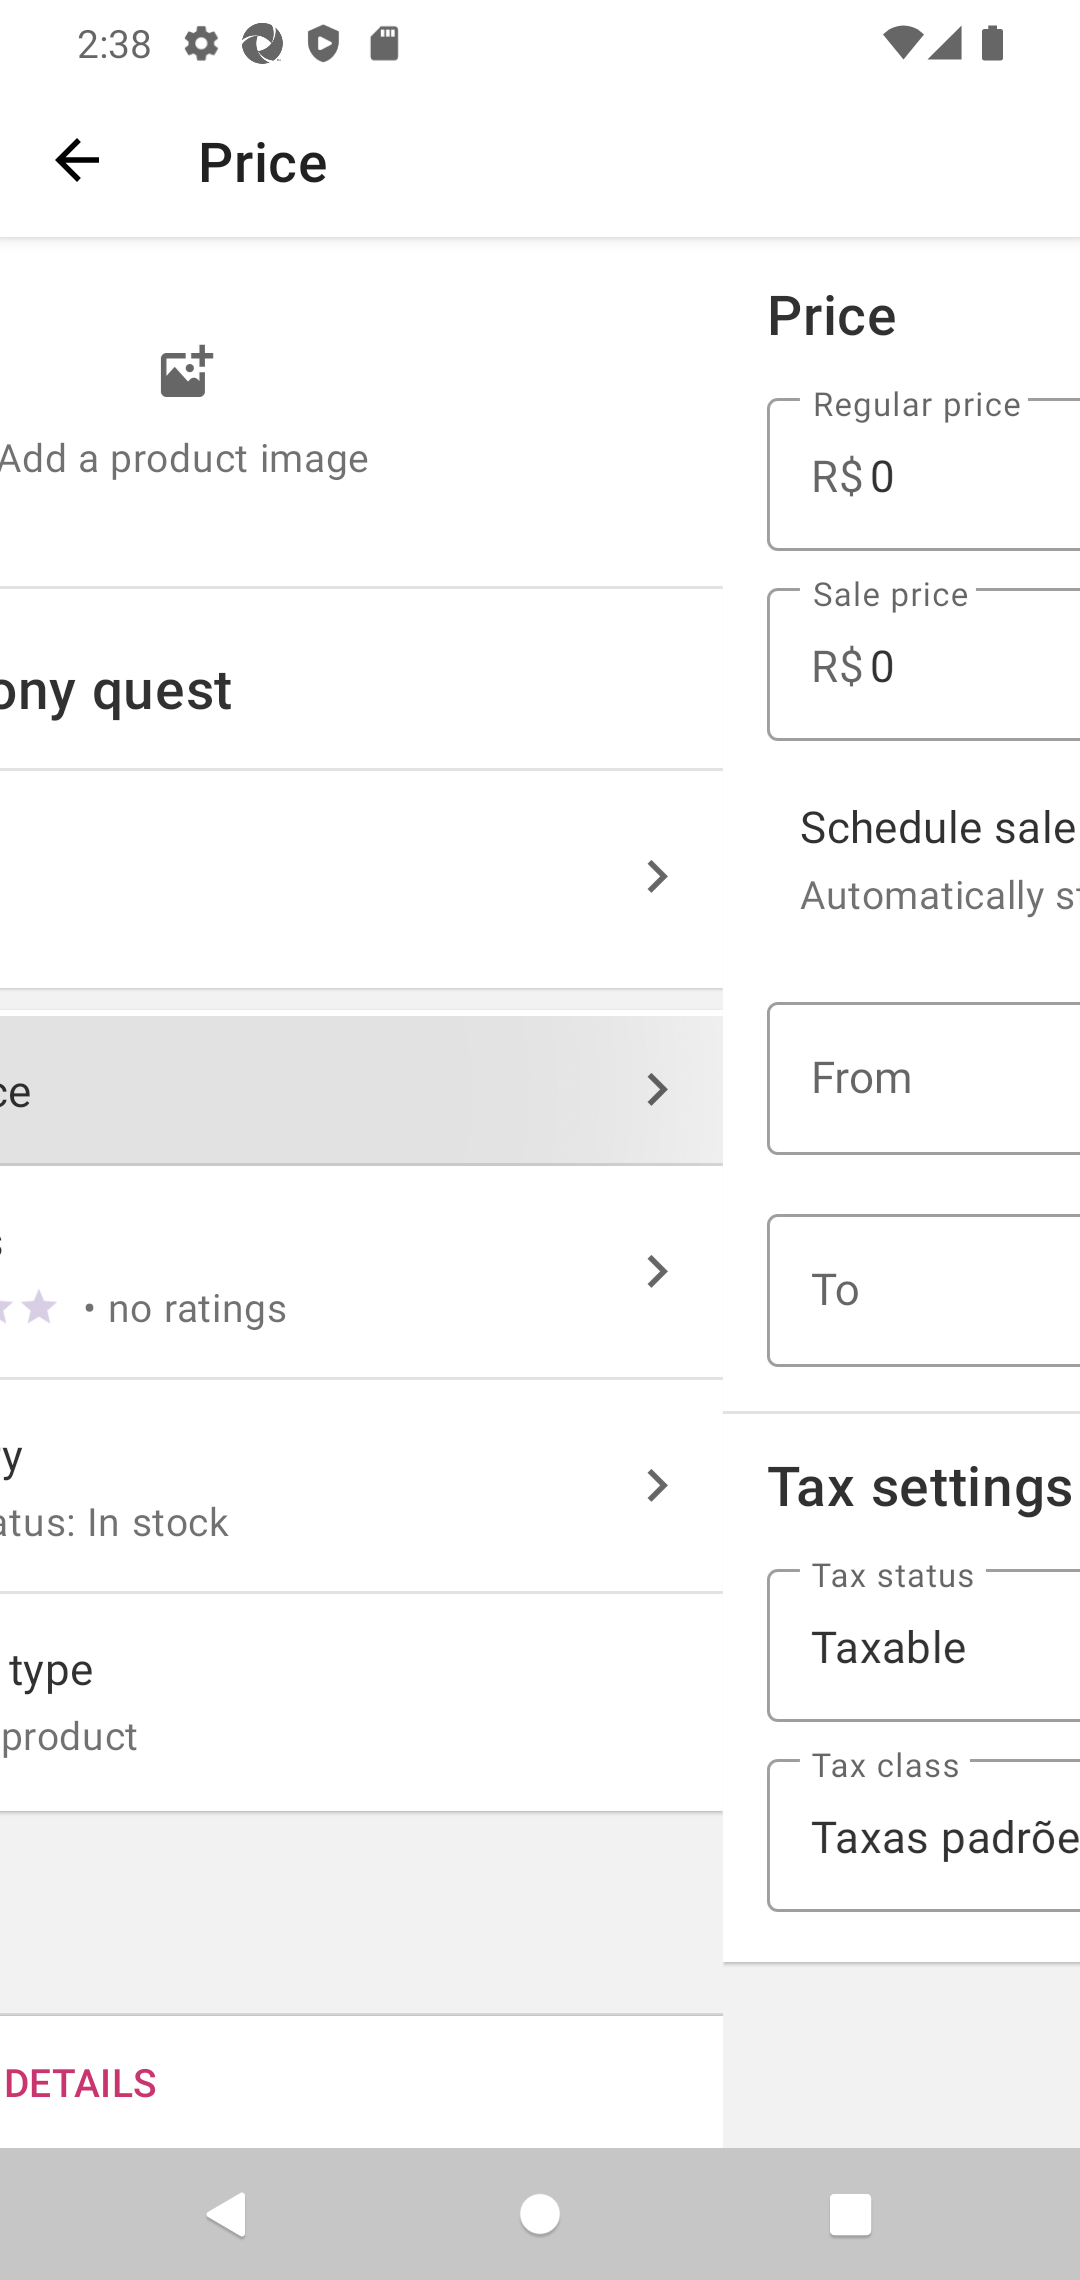 2:38
Price
Add a product image
ony quest
ce
s
• no ratings
ry
atus: In stock
type
product
DETAILS
Price
Regular price
R$ 0
Sale price
R$ 0
Schedule sale
Automatically st
From
To
Tax settings
Tax status
Taxable
Tax class
Taxas padrõe